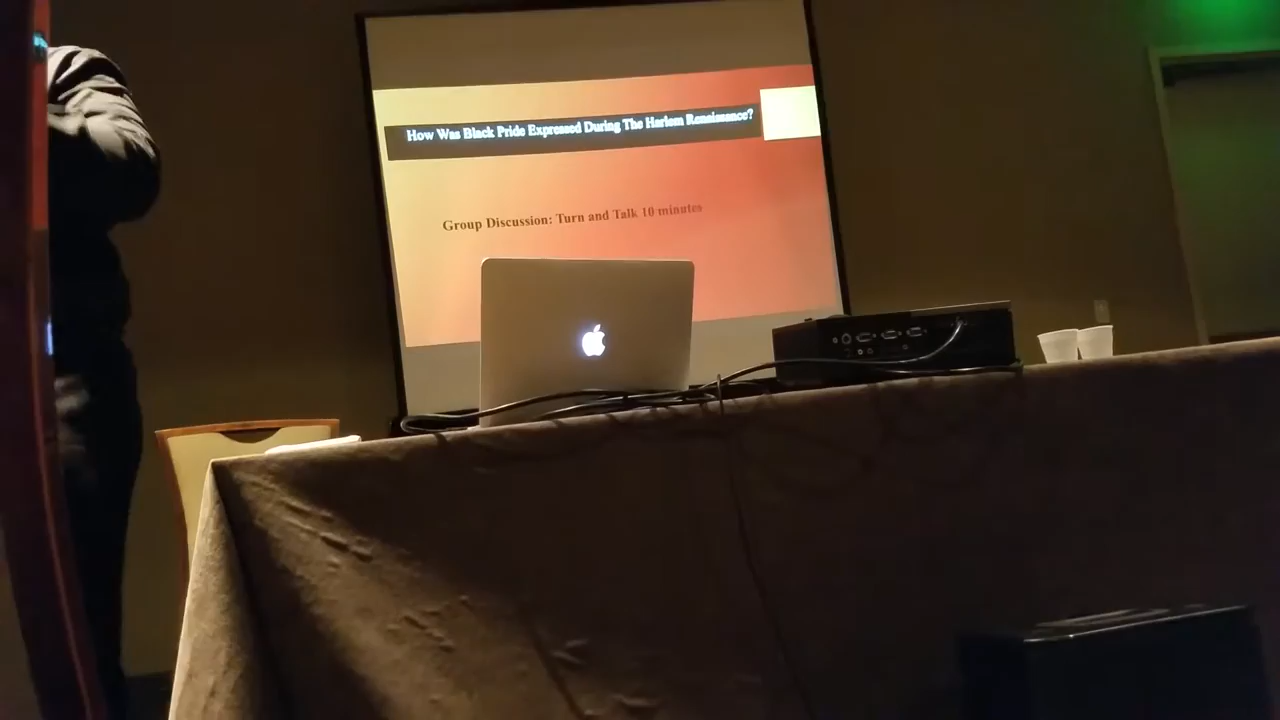 How Was Black Pride Expressed During The Harlem Renaissance?
Group Discussion: Turn and Talk 10 minutes